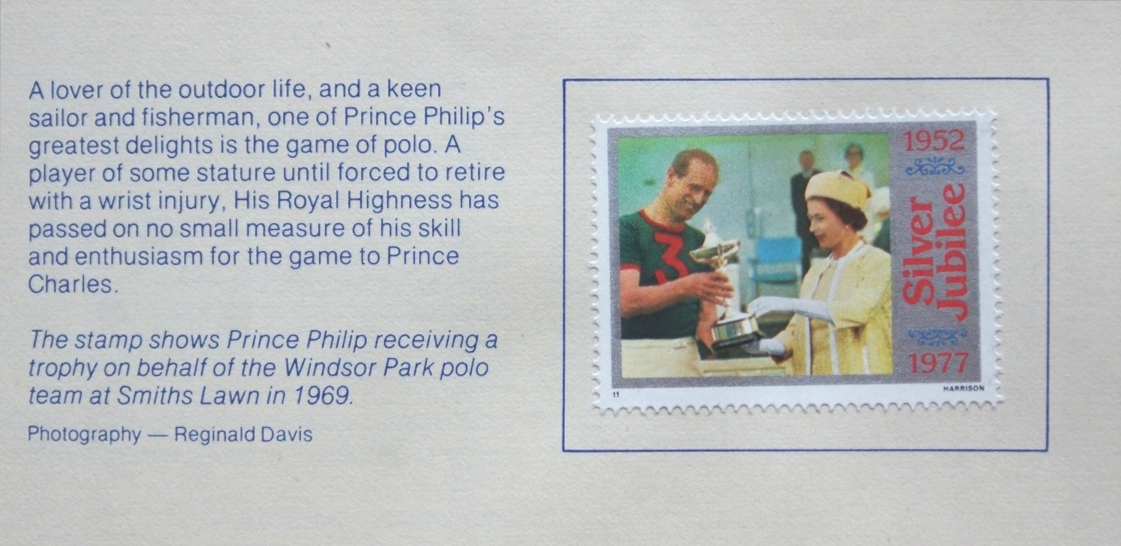 A lover of the outdoor life, and a keen
sailor and fisherman, one of Prince Philip's
greatest delights is the game of polo. A
player of some stature until forced to retire
with a wrist injury, His Royal Highness has
passed on no small measure of his skill
and enthusiasm for the game to Prince
Charles.
The stamp shows Prince Philip receiving a
trophy on behalf of the Windsor Park polo
team at Smiths Lawn in 1969.
Photography — Reginald Davis
1952
Silver
Jubilee
1977
3
11
HARRISON